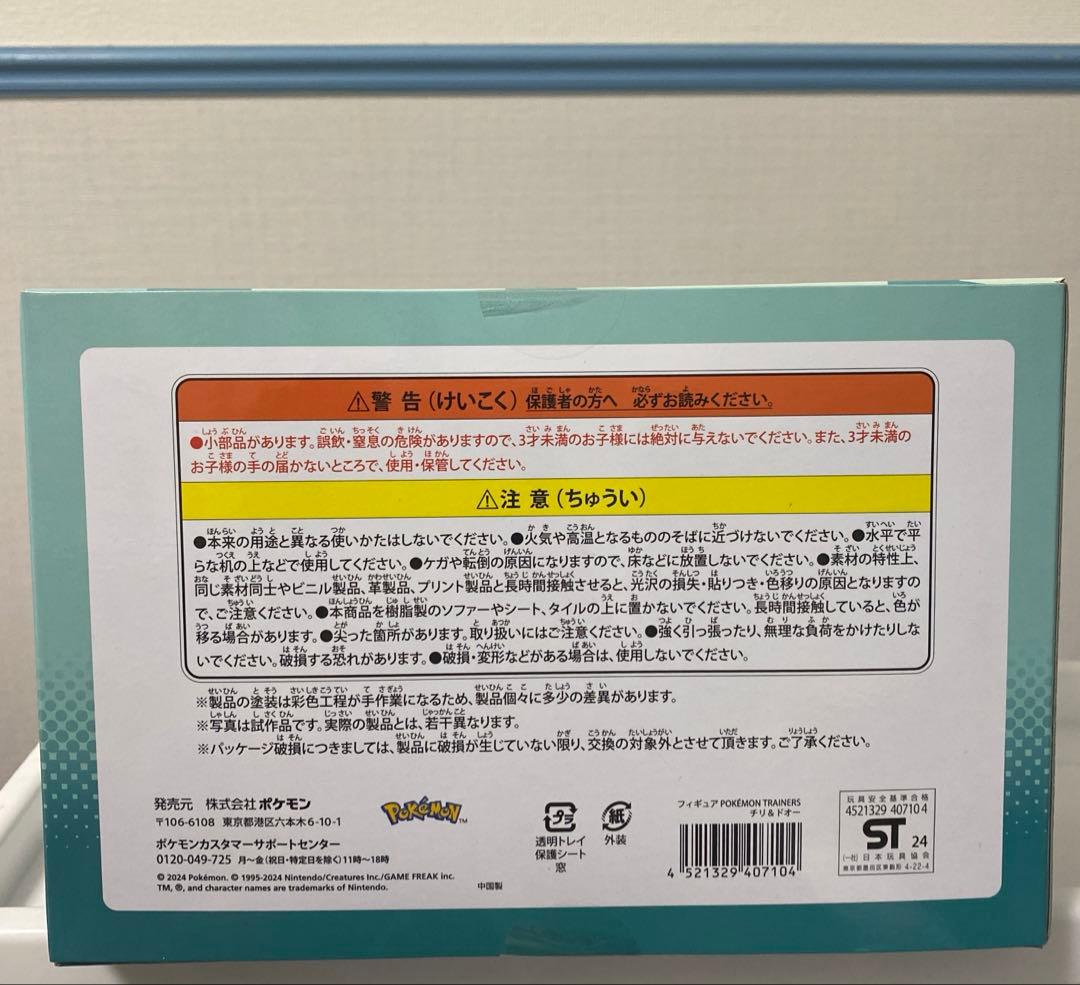 ⚠警告(けいこく) 保護者の方へ 必ずお読みください。
●小部品があります。誤飲・窒息の危険がありますので、3才未満のお子様には絶対に与えないでください。また、3才未満の
お子様の手の届かないところで、使用・保管してください。
⚠注意(ちゅうい)
●本来の用途と異なる使いかたはしないでください。●火気や高温となるもののそばに近づけないでください。●水平で平
らな机の上などで使用してください。●ケガや転倒の原因になりますので、床などに放置しないでください。●素材の特性上、
同じ素材同士やビニル製品、革製品、プリント製品と長時間接触させると、光沢の損失・貼りつき・色移りの原因となりますの
で、ご注意ください。●本商品を樹脂製のソファーやシート、タイルの上に置かないでください。長時間接触していると、色が
移る場合があります。●尖った箇所があります。取り扱いにはご注意ください。●強く引っ張ったり、無理な負荷をかけたりしな
いでください。破損する恐れがあります。●破損・変形などがある場合は、使用しないでください。
※製品の塗装は彩色工程が手作業になるため、製品個々に多少の差異があります。
※写真は試作品です。実際の製品とは、若干異なります。
※パッケージ破損につきましては、製品に破損が生じていない限り、交換の対象外とさせて頂きます。ご了承ください。
発売元 株式会社ポケモン
〒106-6108 東京都港区六本木6-10-1
ポケモンカスタマーサポートセンター
0120-049-725 月〜金(祝日・特定日を除く)11時〜18時
© 2024 Pokémon. © 1995-2024 Nintendo/Creatures Inc./GAME FREAK inc.
TM, ®, and character names are trademarks of Nintendo.
中国製
POKéMON™
プラ
透明トレイ
保護シート
窓
紙
外装
フィギュア POKÉMON TRAINERS
チリ&ドオー
4 521329 407104
玩具安全基準合格
4521329 407104
ST 24
(一社)日本玩具協会
東京都墨田区東駒形 4-22-4